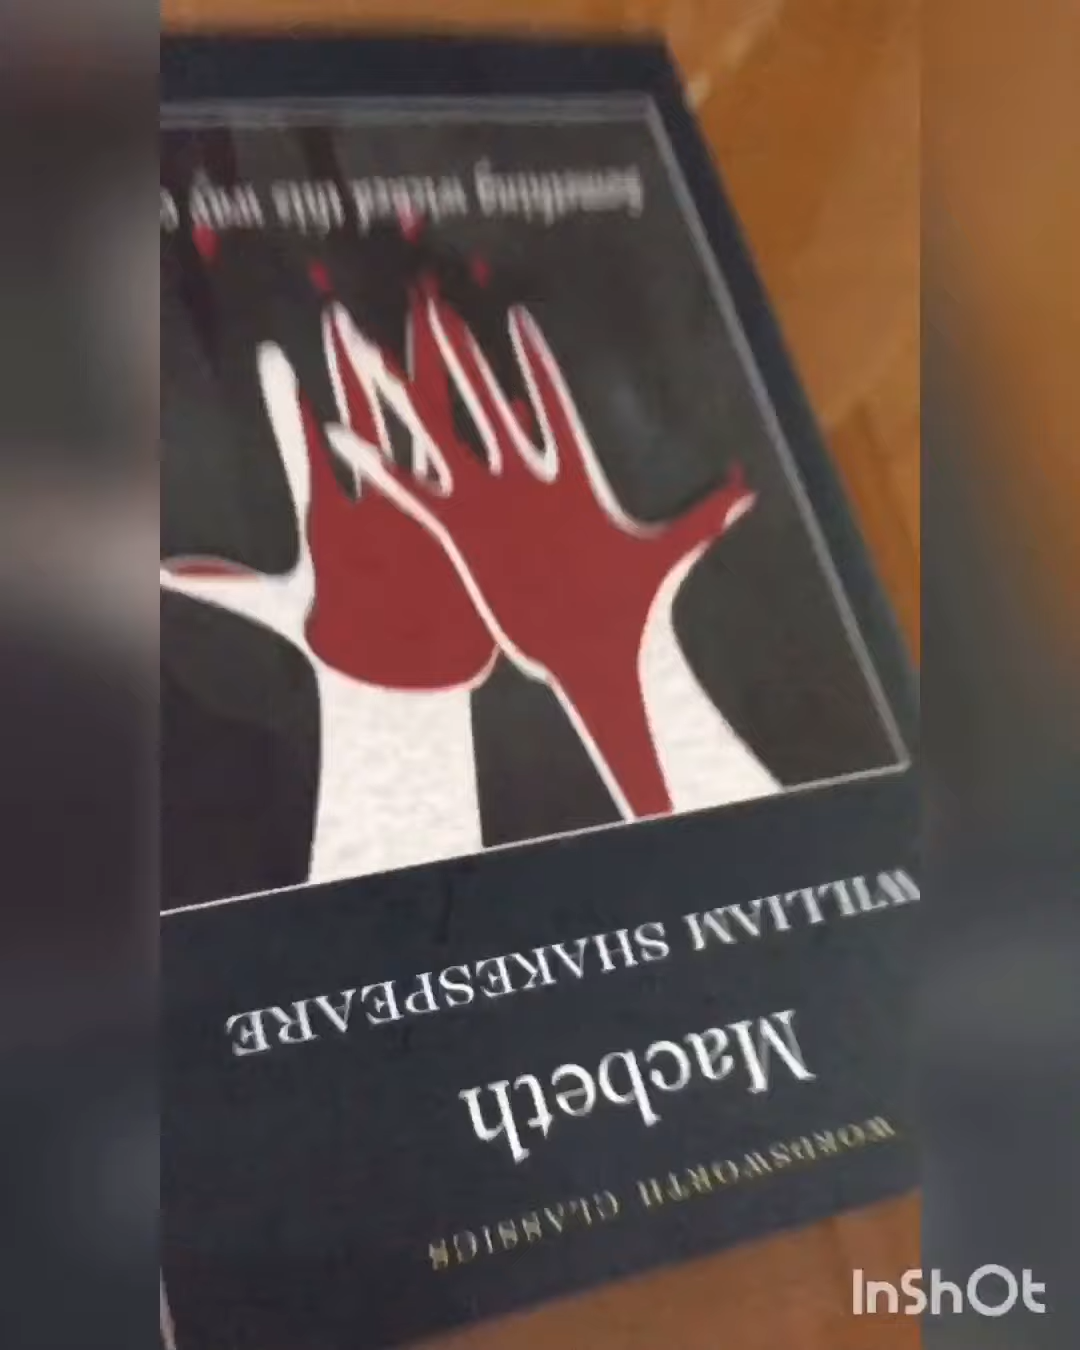 WORDSWORTH CLASSICS
Macbeth
WILLIAM SHAKESPEARE
Something wicked this way
InShOt